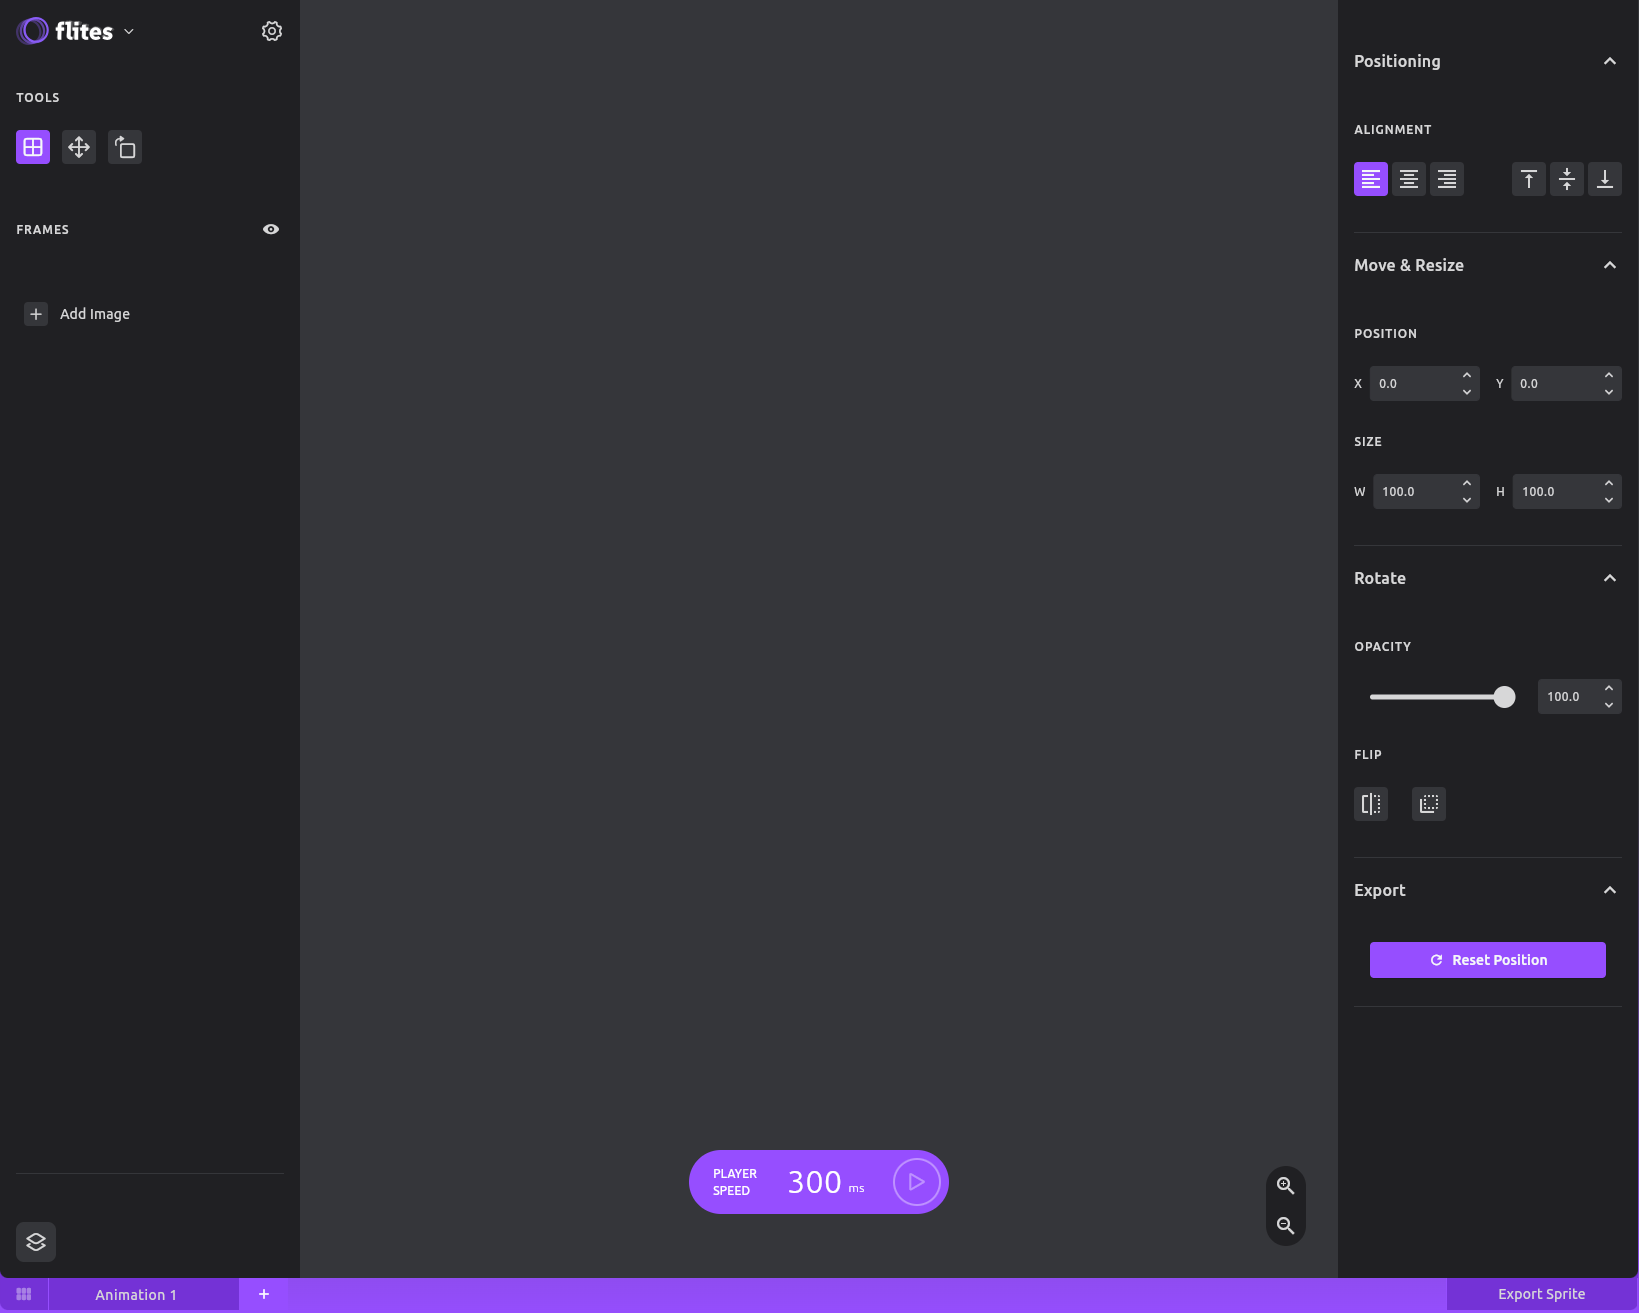 flites
TOOLS
FRAMES
Add Image
Positioning
ALIGNMENT
Move & Resize
POSITION
X 0.0 Y 0.0
SIZE
W 100.0 H 100.0
Rotate
OPACITY
100.0
FLIP
Export
Reset Position
PLAYER
SPEED
300 ms
Animation 1
Export Sprite